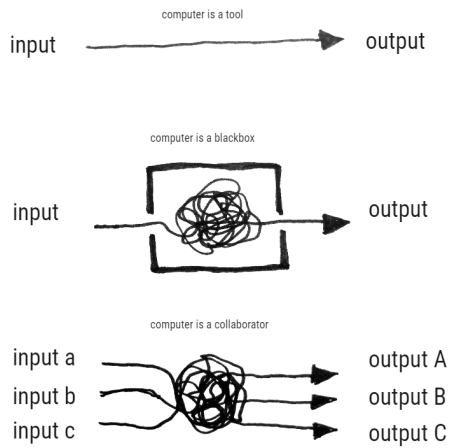 computer is a tool
input output
computer is a blackbox
input output
computer is a collaborator
input a output A
input b output B
input c output C